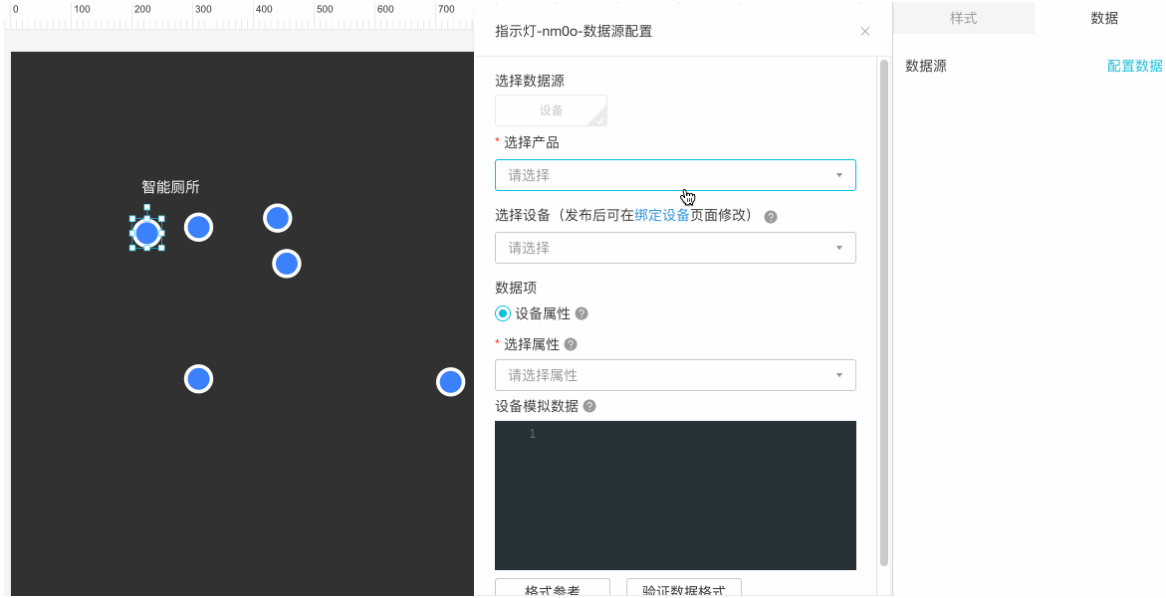 0 100 200 300 400 500 600 700
指示灯-nm0o-数据源配置
×
样式
数据
数据源
配置数据
选择数据源
设备
* 选择产品
请选择
智能厕所
选择设备（发布后可在绑定设备页面修改） ?
请选择
数据项
设备属性 ?
* 选择属性 ?
请选择属性
设备模拟数据 ?
1
格式参考
验证数据格式